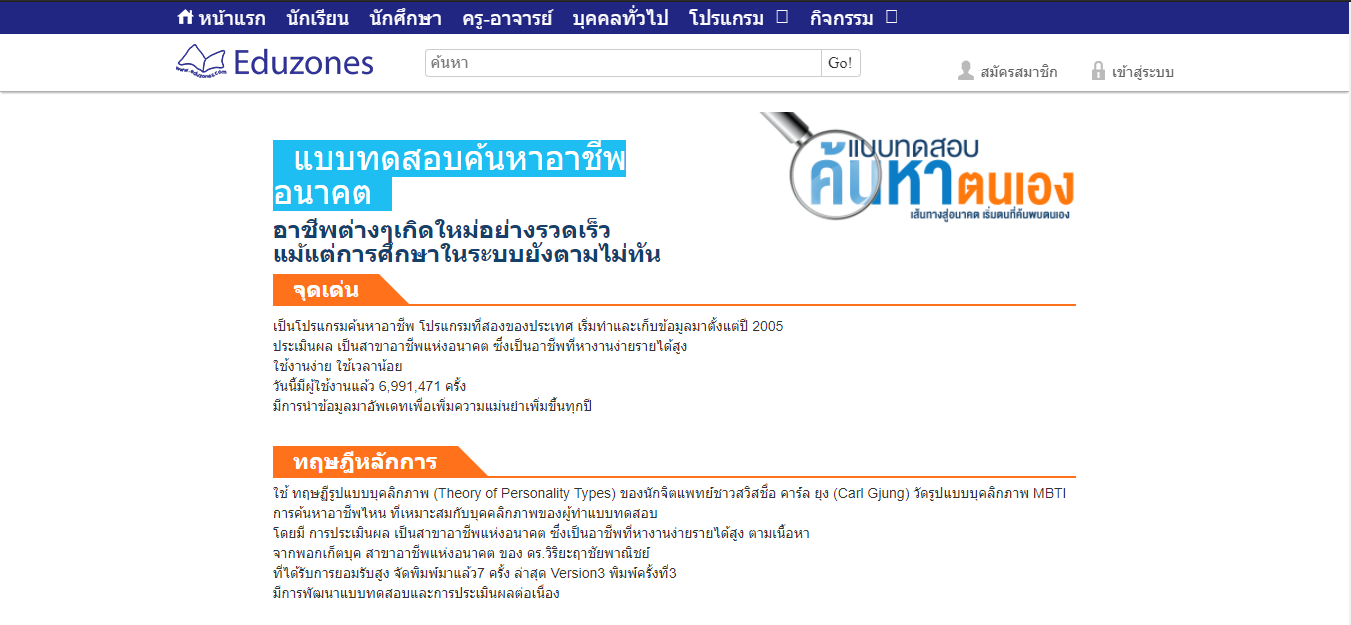 หน้าแรก นักเรียน นักศึกษา ครู-อาจารย์ บุคคลทั่วไป โปรแกรม กิจกรรม
www.eduzones.com Eduzones
ค้นหา Go!
สมัครสมาชิก เข้าสู่ระบบ
แบบทดสอบค้นหาอาชีพ
อนาคต
แบบทดสอบ
ค้นหาตนเอง
เส้นทางสู่อนาคต เริ่มตนที่ค้นพบตนเอง
อาชีพต่างๆเกิดใหม่อย่างรวดเร็ว
แม้แต่การศึกษาในระบบยังตามไม่ทัน
จุดเด่น
เป็นโปรแกรมค้นหาอาชีพ โปรแกรมที่สองของประเทศ เริ่มทำและเก็บข้อมูลมาตั้งแต่ปี 2005
ประเมินผล เป็นสาขาอาชีพแห่งอนาคต ซึ่งเป็นอาชีพที่หางานง่ายรายได้สูง
ใช้งานง่าย ใช้เวลาน้อย
วันนี้มีผู้ใช้งานแล้ว 6,991,471 ครั้ง
มีการนำข้อมูลมาอัพเดทเพื่อเพิ่มความแม่นยำเพิ่มขึ้นทุกปี
ทฤษฎีหลักการ
ใช้ ทฤษฏีรูปแบบบุคลิกภาพ (Theory of Personality Types) ของนักจิตแพทย์ชาวสวิสชื่อ คาร์ล ยุง (Carl Gjung) วัดรูปแบบบุคลิกภาพ MBTI
การค้นหาอาชีพไหน ที่เหมาะสมกับบุคคลิกภาพของผู้ทำแบบทดสอบ
โดยมี การประเมินผล เป็นสาขาอาชีพแห่งอนาคต ซึ่งเป็นอาชีพที่หางานง่ายรายได้สูง ตามเนื้อหา
จากพอกเก็ตบุค สาขาอาชีพแห่งอนาคต ของ ดร.วิริยะฤาชัยพาณิชย์
ที่ได้รับการยอมรับสูง จัดพิมพ์มาแล้ว7 ครั้ง ล่าสุด Version3 พิมพ์ครั้งที่3
มีการพัฒนาแบบทดสอบและการประเมินผลต่อเนื่อง